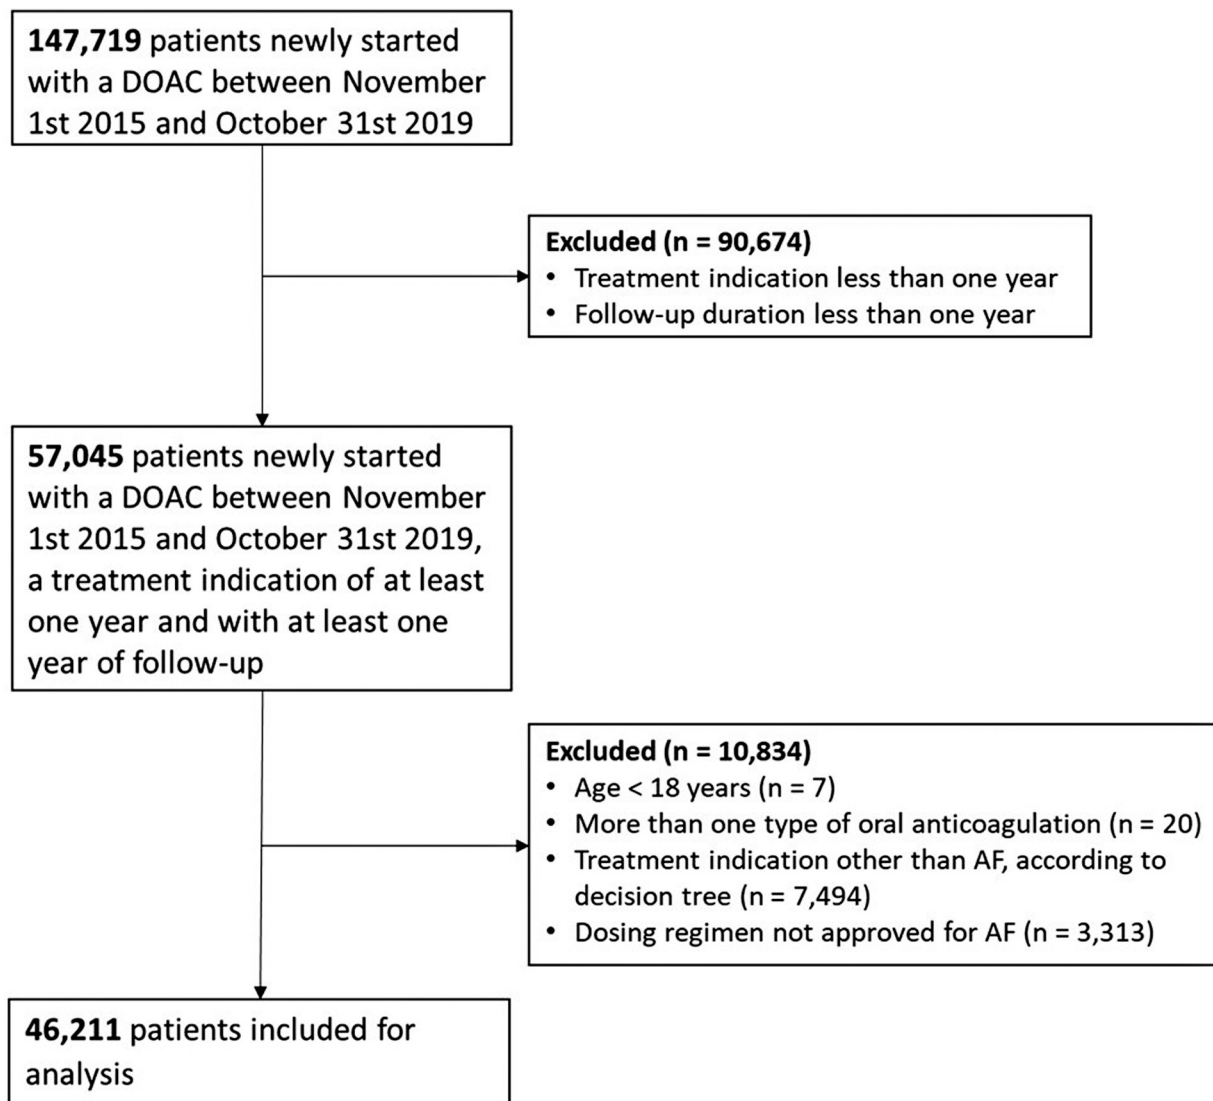 147,719 patients newly started
with a DOAC between November
1st 2015 and October 31st 2019
Excluded (n = 90,674)
• Treatment indication less than one year
• Follow-up duration less than one year
57,045 patients newly started
with a DOAC between November
1st 2015 and October 31st 2019,
a treatment indication of at least
one year and with at least one
year of follow-up
Excluded (n = 10,834)
• Age < 18 years (n = 7)
• More than one type of oral anticoagulation (n = 20)
• Treatment indication other than AF, according to
decision tree (n = 7,494)
• Dosing regimen not approved for AF (n = 3,313)
46,211 patients included for
analysis